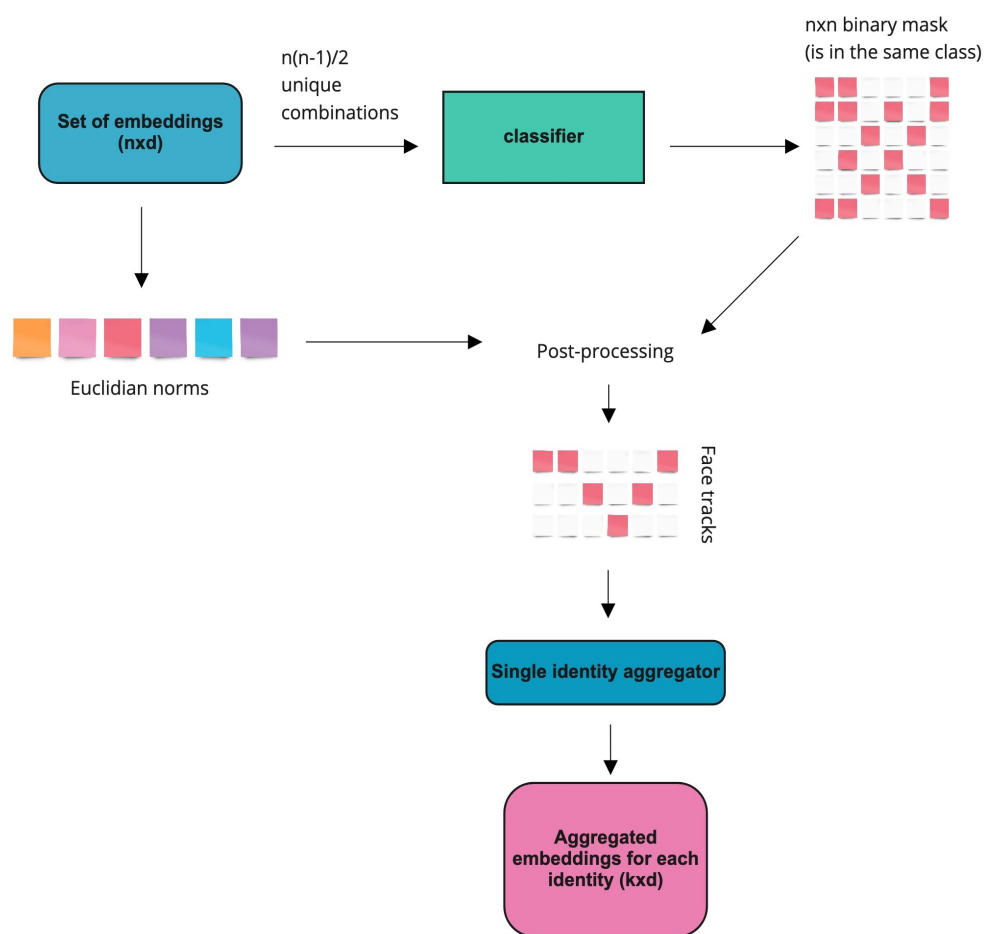 nxn binary mask
(is in the same class)
n(n-1)/2
unique
combinations
Set of embeddings
(nxd)
classifier
Euclidian norms
Post-processing
Face tracks
Single identity aggregator
Aggregated
embeddings for each
identity (kxd)